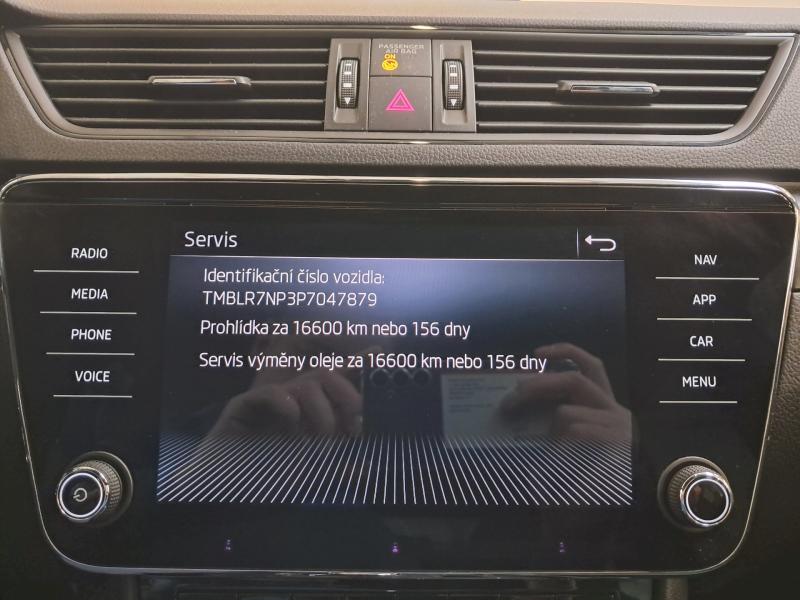 PASSENGER
AIR BAG
ON
Servis
RADIO
MEDIA
PHONE
VOICE
Identifikační číslo vozidla:
TMBLR7NP3P7047879
Prohlídka za 16600 km nebo 156 dny
Servis výměny oleje za 16600 km nebo 156 dny
NAV
APP
CAR
MENU